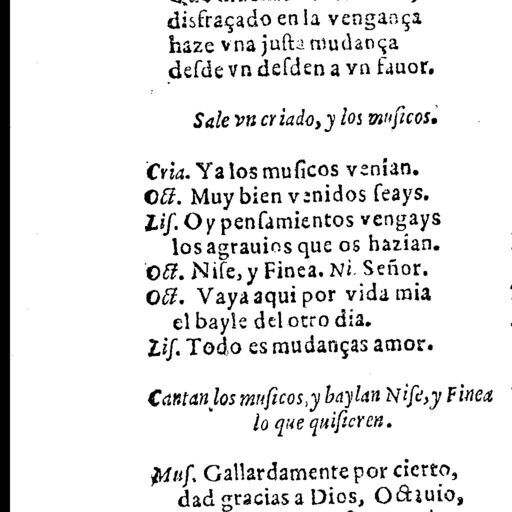 disfraçado en la vengança
haze vna justa mudança
desde vn desden a vn fauor.
Sale vn criado, y los musicos.
Cria. Ya los musicos venian.
Oct. Muy bien venidos seays.
Lis. Oy pensamientos vengays
los agrauios que os hazian.
Oct. Nise, y Finea. Ni. Señor.
Oct. Vaya aqui por vida mia
el bayle del otro dia.
Lis. Todo es mudanças amor.
Cantan los musicos, y baylan Nise, y Finea
lo que quisieren.
Mus. Gallardamente por cierto,
dad gracias a Dios, Octauio,